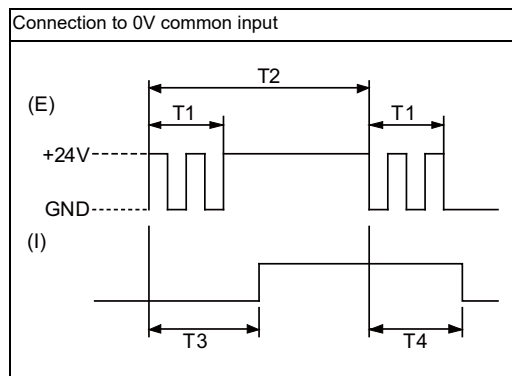 Connection to 0V common input
T2
(E)
T1
T1
+24V
GND
(I)
T3
T4